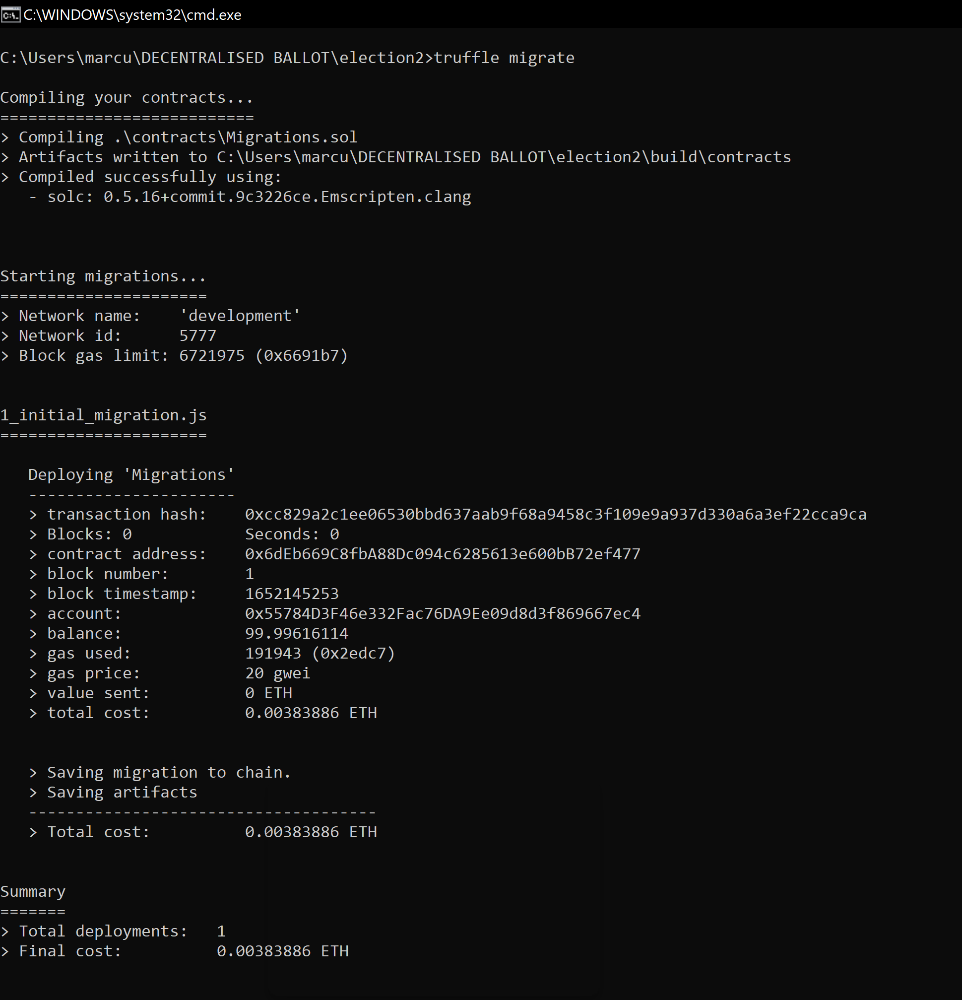 C:\WINDOWS\system32\cmd.exe
C:\Users\marcu\DECENTRALISED BALLOT\election2>truffle migrate
Compiling your contracts...
===========================
> Compiling .\contracts\Migrations.sol
> Artifacts written to C:\Users\marcu\DECENTRALISED BALLOT\election2\build\contracts
> Compiled successfully using:
   - solc: 0.5.16+commit.9c3226ce.Emscripten.clang
Starting migrations...
======================
> Network name:    'development'
> Network id:      5777
> Block gas limit: 6721975 (0x6691b7)
1_initial_migration.js
======================
   Deploying 'Migrations'
   ----------------------
   > transaction hash:    0xcc829a2c1ee06530bbd637aab9f68a9458c3f109e9a937d330a6a3ef22cca9ca
   > Blocks: 0            Seconds: 0
   > contract address:    0x6dEb669C8fbA88Dc094c6285613e600bB72ef477
   > block number:        1
   > block timestamp:     1652145253
   > account:             0x55784D3F46e332Fac76DA9Ee09d8d3f869667ec4
   > balance:             99.99616114
   > gas used:            191943 (0x2edc7)
   > gas price:           20 gwei
   > value sent:          0 ETH
   > total cost:          0.00383886 ETH
   > Saving migration to chain.
   > Saving artifacts
   -------------------------------------
   > Total cost:          0.00383886 ETH
Summary
=======
> Total deployments:   1
> Final cost:          0.00383886 ETH